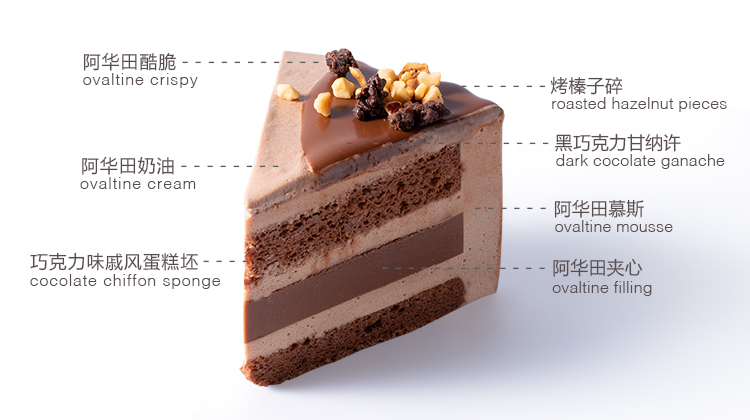 阿华田酷脆
ovaltine crispy
阿华田奶油
ovaltine cream
巧克力味戚风蛋糕坯
cocolate chiffon sponge
烤榛子碎
roasted hazelnut pieces
黑巧克力甘纳许
dark cocolate ganache
阿华田慕斯
ovaltine mousse
阿华田夹心
ovaltine filling